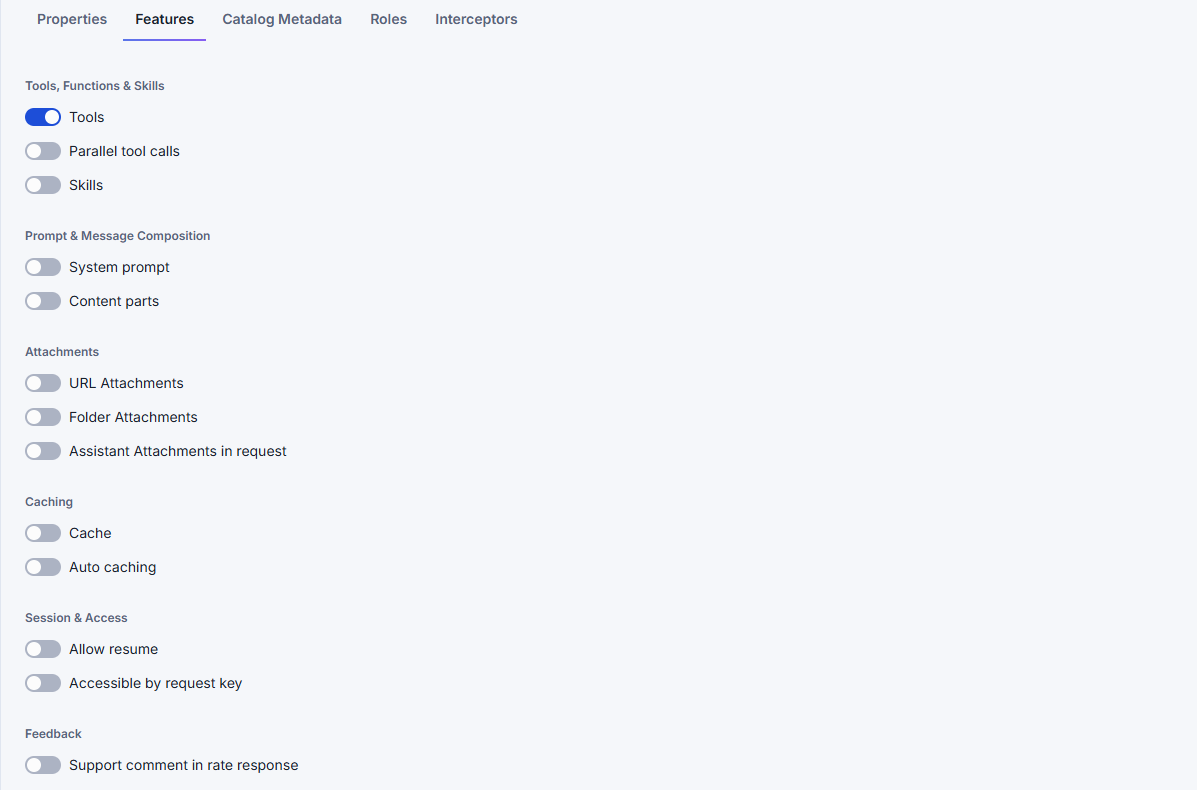 Properties Features Catalog Metadata Roles Interceptors
Tools, Functions & Skills
Tools
Parallel tool calls
Skills
Prompt & Message Composition
System prompt
Content parts
Attachments
URL Attachments
Folder Attachments
Assistant Attachments in request
Caching
Cache
Auto caching
Session & Access
Allow resume
Accessible by request key
Feedback
Support comment in rate response